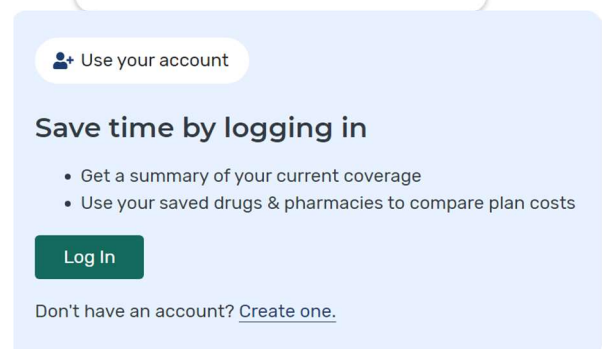 Use your account
Save time by logging in
• Get a summary of your current coverage
• Use your saved drugs & pharmacies to compare plan costs
Log In
Don't have an account? Create one.